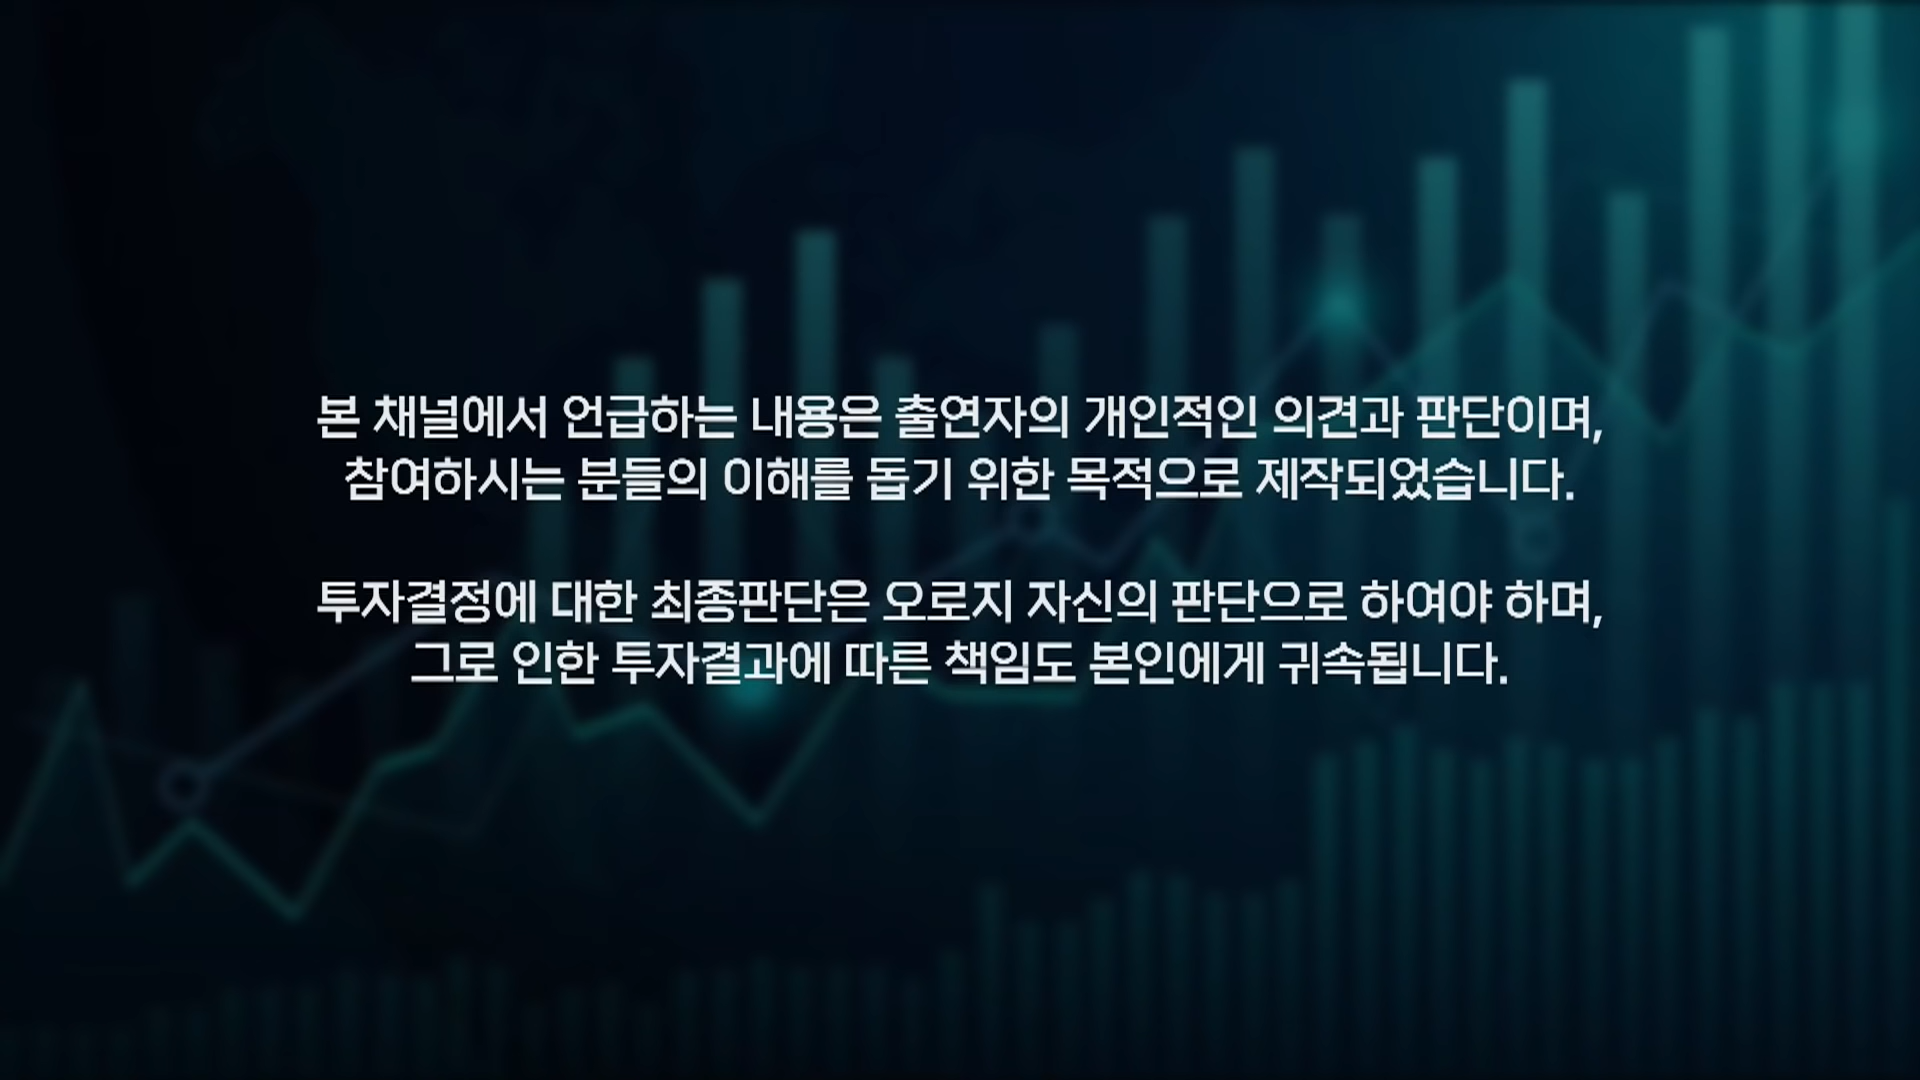 본 채널에서 언급하는 내용은 출연자의 개인적인 의견과 판단이며,
참여하시는 분들의 이해를 돕기 위한 목적으로 제작되었습니다.
투자결정에 대한 최종판단은 오로지 자신의 판단으로 하여야 하며,
그로 인한 투자결과에 따른 책임도 본인에게 귀속됩니다.